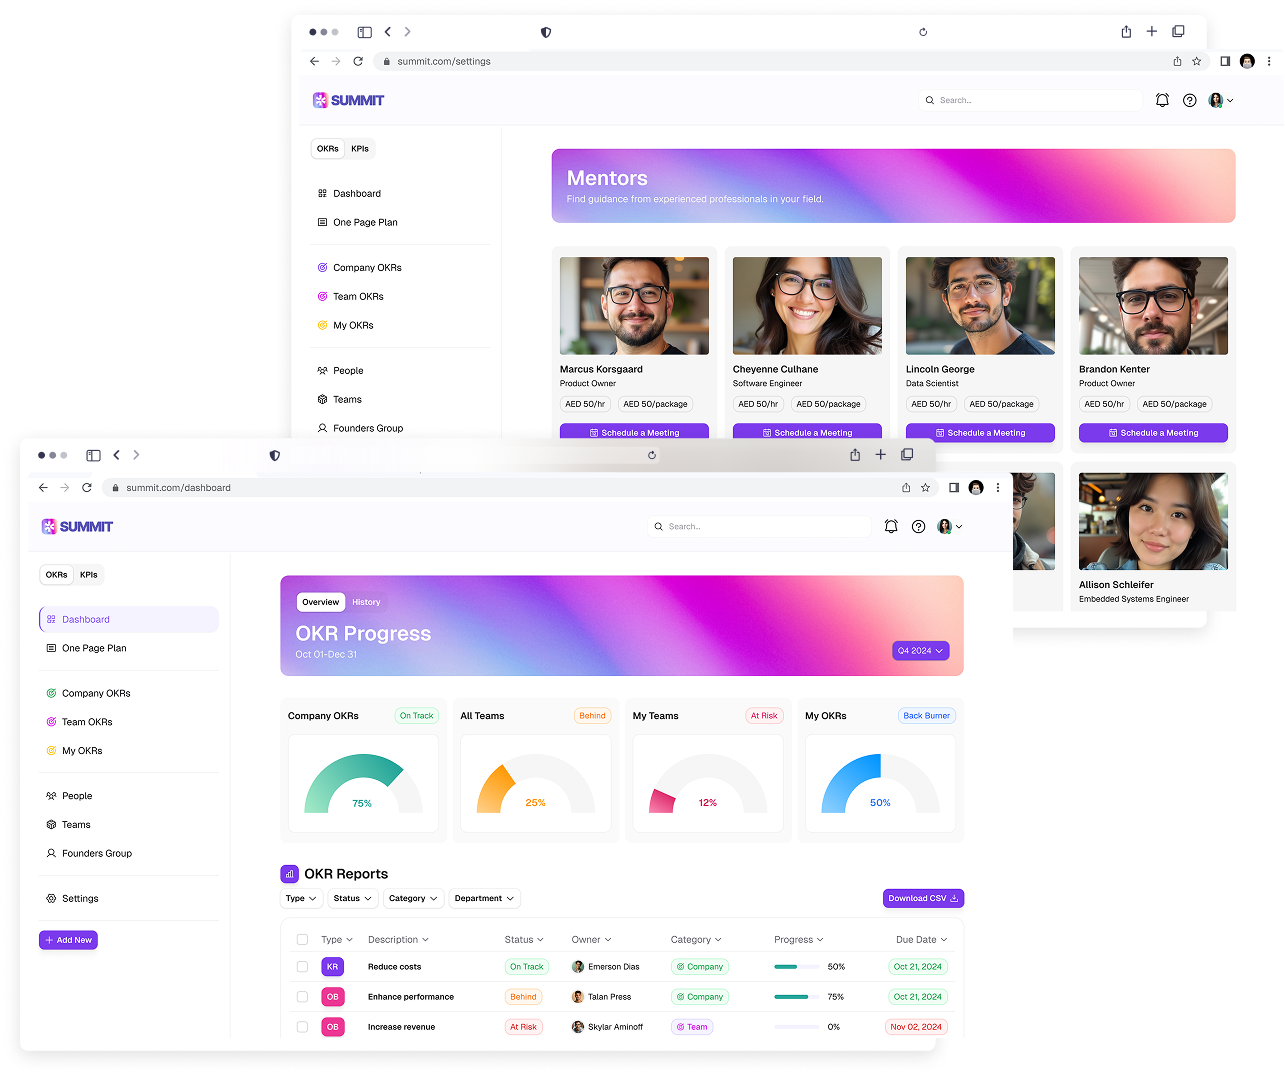 summit.com/settings
SUMMIT
Search...
OKRs KPIs
Dashboard
One Page Plan
Company OKRs
Team OKRs
My OKRs
People
Teams
Founders Group
Mentors
Find guidance from experienced professionals in your field.
Marcus Korsgaard
Product Owner
AED 50/hr AED 50/package
Schedule a Meeting
Cheyenne Culhane
Software Engineer
AED 50/hr AED 50/package
Schedule a Meeting
Lincoln George
Data Scientist
AED 50/hr AED 50/package
Schedule a Meeting
Brandon Kenter
Product Owner
AED 50/hr AED 50/package
Schedule a Meeting
Allison Schleifer
Embedded Systems Engineer
summit.com/dashboard
SUMMIT
Search...
OKRs KPIs
Dashboard
One Page Plan
Company OKRs
Team OKRs
My OKRs
People
Teams
Founders Group
Settings
+ Add New
Overview History
OKR Progress
Oct 01-Dec 31
Q4 2024
Company OKRs On Track
75%
All Teams Behind
25%
My Teams At Risk
12%
My OKRs Back Burner
50%
OKR Reports
Type Status Category Department
Download CSV
Type Description Status Owner Category Progress Due Date
KR Reduce costs On Track Emerson Dias Company 50% Oct 21, 2024
OB Enhance performance Behind Talan Press Company 75% Oct 21, 2024
OB Increase revenue At Risk Skylar Aminoff Team 0% Nov 02, 2024